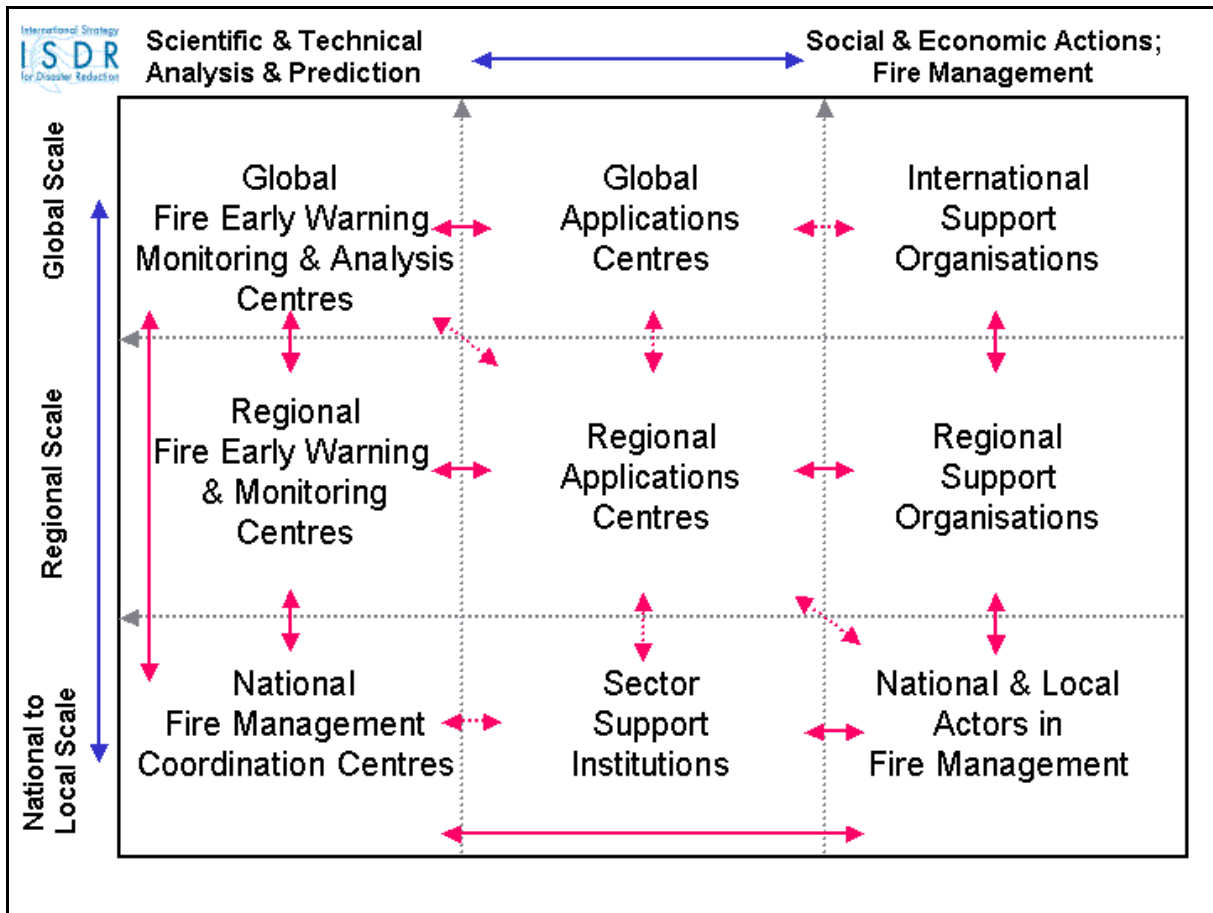 International Strategy
ISDR
for Disaster Reduction
Scientific & Technical
Analysis & Prediction
Social & Economic Actions;
Fire Management
Global Scale
Global
Fire Early Warning
Monitoring & Analysis
Centres
Global
Applications
Centres
International
Support
Organisations
Regional Scale
Regional
Fire Early Warning
& Monitoring
Centres
Regional
Applications
Centres
Regional
Support
Organisations
National to
Local Scale
National
Fire Management
Coordination Centres
Sector
Support
Institutions
National & Local
Actors in
Fire Management